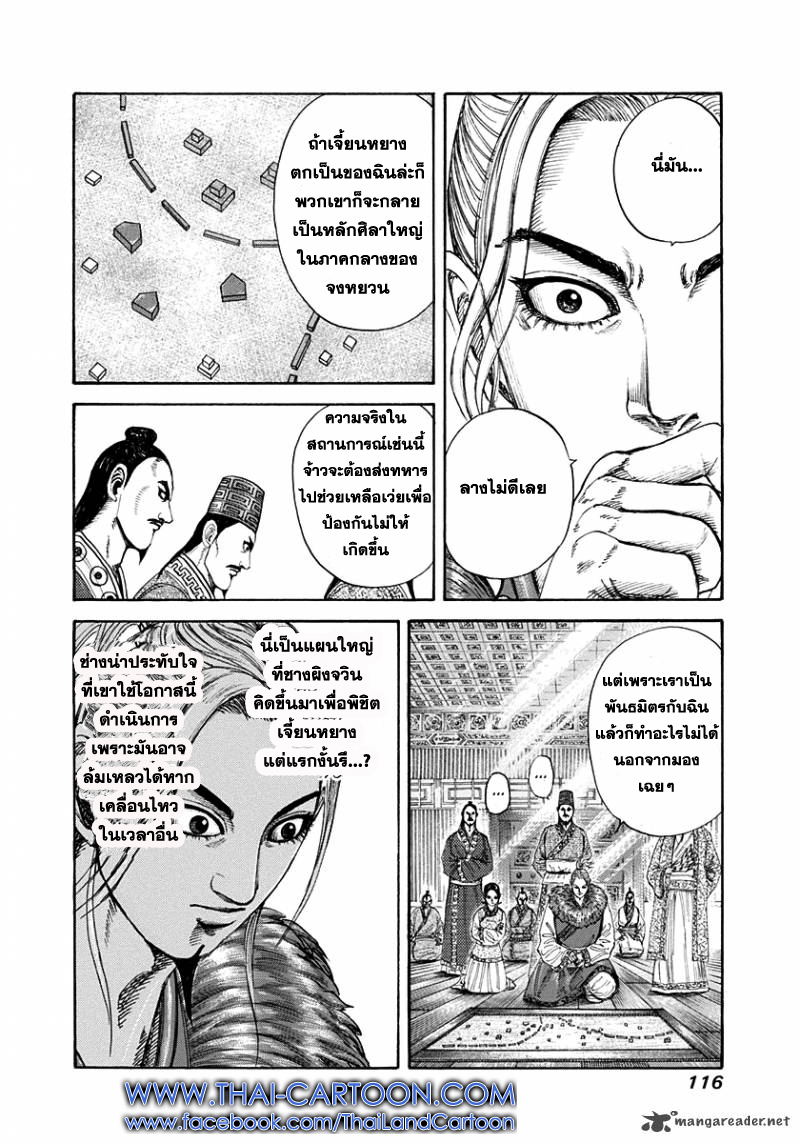 นี่มัน...
ลางไม่ดีเลย
ถ้าเจี้ยนหยาง
ตกเป็นของฉินล่ะก็
พวกเขาก็จะกลาย
เป็นหลักศิลาใหญ่
ในภาคกลางของ
จงหยวน
ความจริงใน
สถานการณ์เช่นนี้
จ้าวจะต้องส่งทหาร
ไปช่วยเหลือเว่ยเพื่อ
ป้องกันไม่ให้
เกิดขึ้น
แต่เพราะเราเป็น
พันธมิตรกับฉิน
แล้วก็ทำอะไรไม่ได้
นอกจากมอง
เฉยๆ
...
...
นี่เป็นแผนใหญ่
ที่ชางผิงจวิน
คิดขึ้นมาเพื่อพิชิต
เจี้ยนหยาง
แต่แรกงั้นรึ...?
ช่างน่าประทับใจ
ที่เขาใช้โอกาสนี้
ดำเนินการ
เพราะมันอาจ
ล้มเหลวได้หาก
เคลื่อนไหว
ในเวลาอื่น
116
WWW.THAI-CARTOON.COM
www.facebook.com/ThaiLandCartoon
mangareader.net